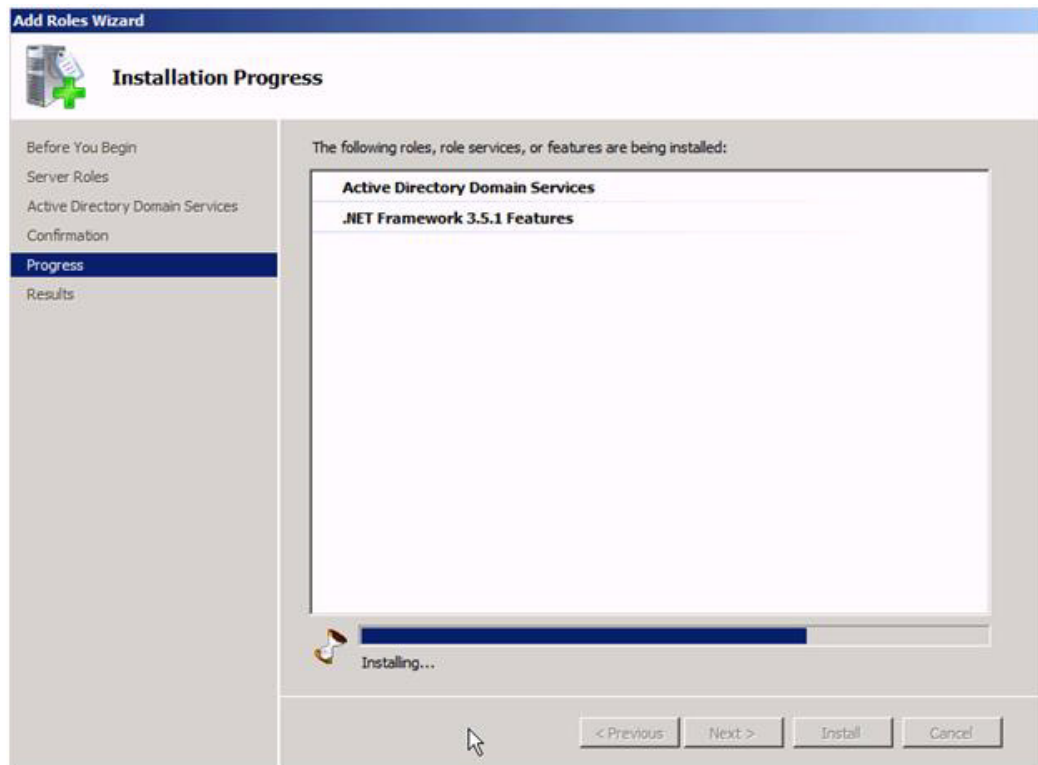 Add Roles Wizard
Installation Progress
Before You Begin
Server Roles
Active Directory Domain Services
Confirmation
Progress
Results
The following roles, role services, or features are being installed:
Active Directory Domain Services
.NET Framework 3.5.1 Features
Installing...
< Previous
Next >
Install
Cancel